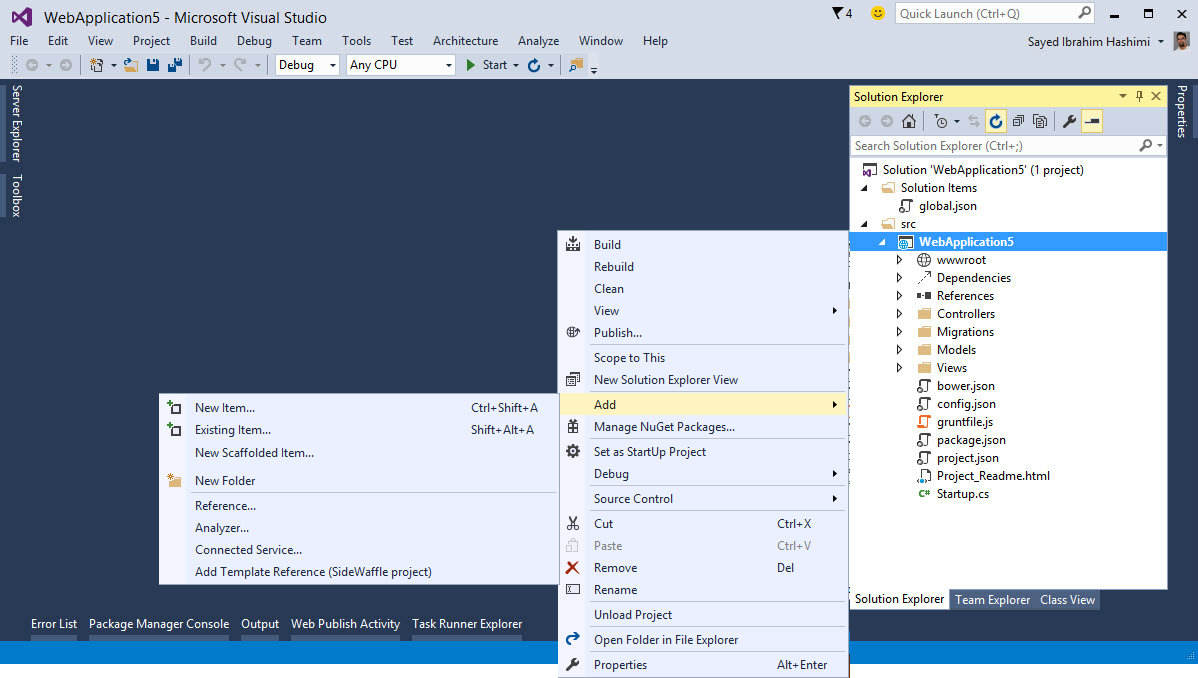 WebApplication5 - Microsoft Visual Studio
4
Quick Launch (Ctrl+Q)
File Edit View Project Build Debug Team Tools Test Architecture Analyze Window Help
Sayed Ibrahim Hashimi
Debug Any CPU Start
Server Explorer
Toolbox
Solution Explorer
Search Solution Explorer (Ctrl+;)
Solution 'WebApplication5' (1 project)
Solution Items
global.json
src
WebApplication5
wwwroot
Dependencies
References
Controllers
Migrations
Models
Views
bower.json
config.json
gruntfile.js
package.json
project.json
Project_Readme.html
Startup.cs
Solution Explorer Team Explorer Class View
Properties
Build
Rebuild
Clean
View
Publish...
Scope to This
New Solution Explorer View
Add
Manage NuGet Packages...
Set as StartUp Project
Debug
Source Control
Cut Ctrl+X
Paste Ctrl+V
Remove Del
Rename
Unload Project
Open Folder in File Explorer
Properties Alt+Enter
New Item... Ctrl+Shift+A
Existing Item... Shift+Alt+A
New Scaffolded Item...
New Folder
Reference...
Analyzer...
Connected Service...
Add Template Reference (SideWaffle project)
Error List Package Manager Console Output Web Publish Activity Task Runner Explorer